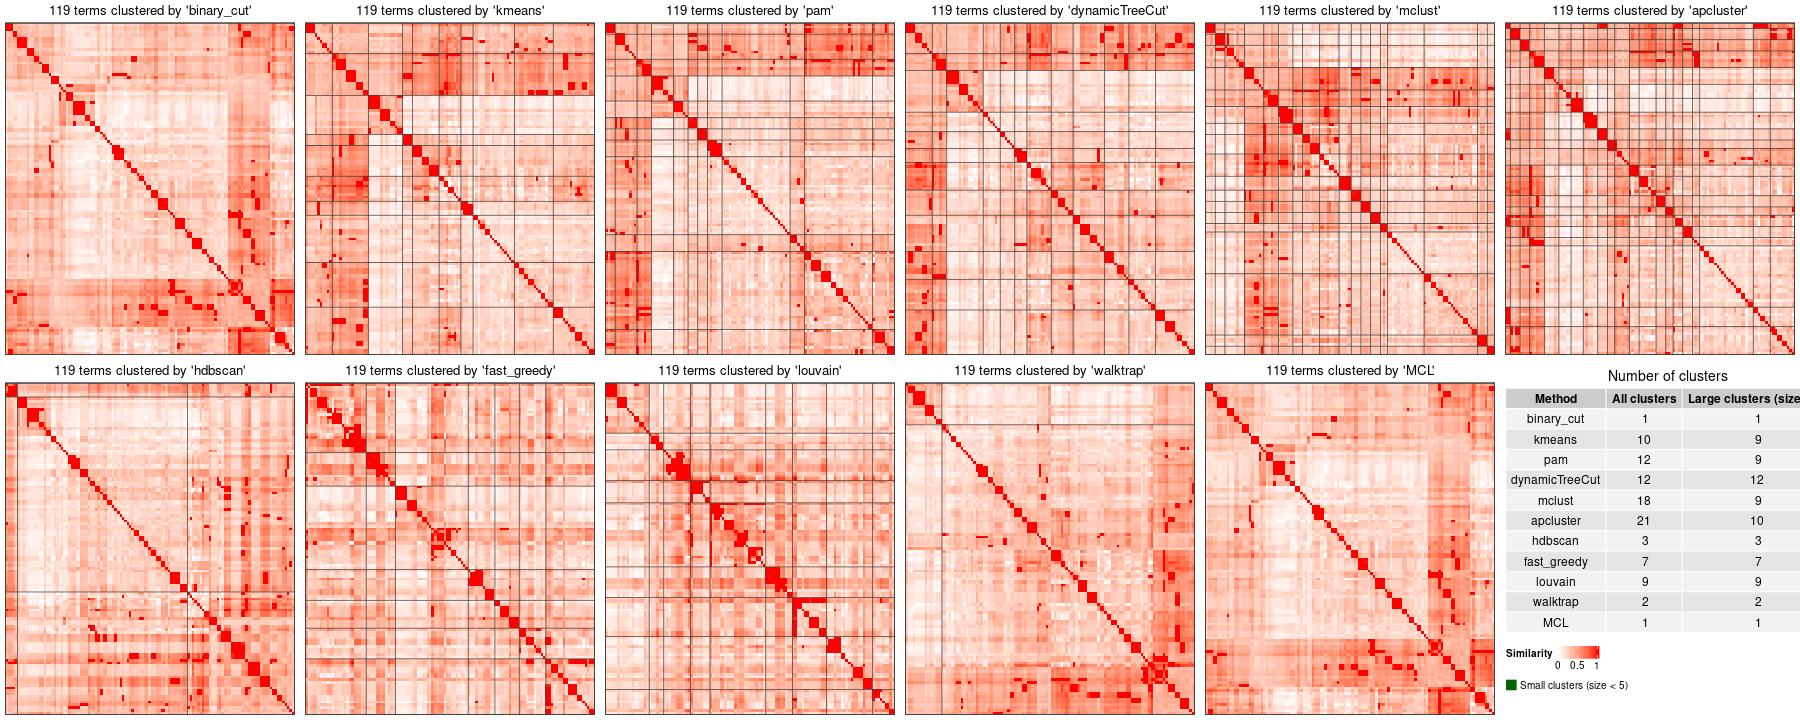 119 terms clustered by 'binary_cut'
119 terms clustered by 'kmeans'
119 terms clustered by 'pam'
119 terms clustered by 'dynamicTreeCut'
119 terms clustered by 'mclust'
119 terms clustered by 'apcluster'
119 terms clustered by 'hdbscan'
119 terms clustered by 'fast_greedy'
119 terms clustered by 'louvain'
119 terms clustered by 'walktrap'
119 terms clustered by 'MCL'
Number of clusters
Method All clusters Large clusters (size
binary_cut 1 1
kmeans 10 9
pam 12 9
dynamicTreeCut 12 12
mclust 18 9
apcluster 21 10
hdbscan 3 3
fast_greedy 7 7
louvain 9 9
walktrap 2 2
MCL 1 1
Similarity
0 0.5 1
Small clusters (size < 5)